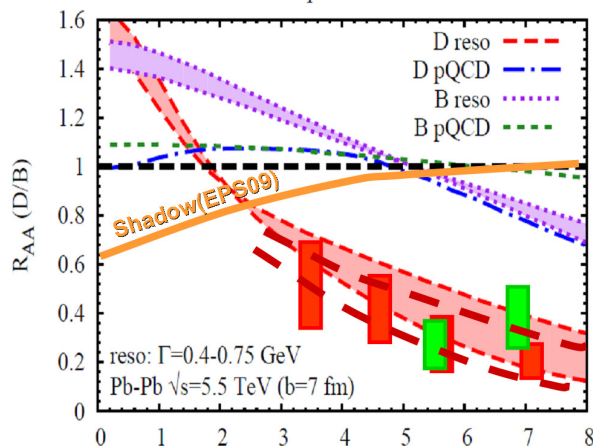 1.6
1.4
1.2
1
0.8
0.6
0.4
0.2
0
R_AA (D/B)
D reso
D pQCD
B reso
B pQCD
Shadow(EPS09)
reso: Γ=0.4-0.75 GeV
Pb-Pb √s=5.5 TeV (b=7 fm)
0 1 2 3 4 5 6 7 8